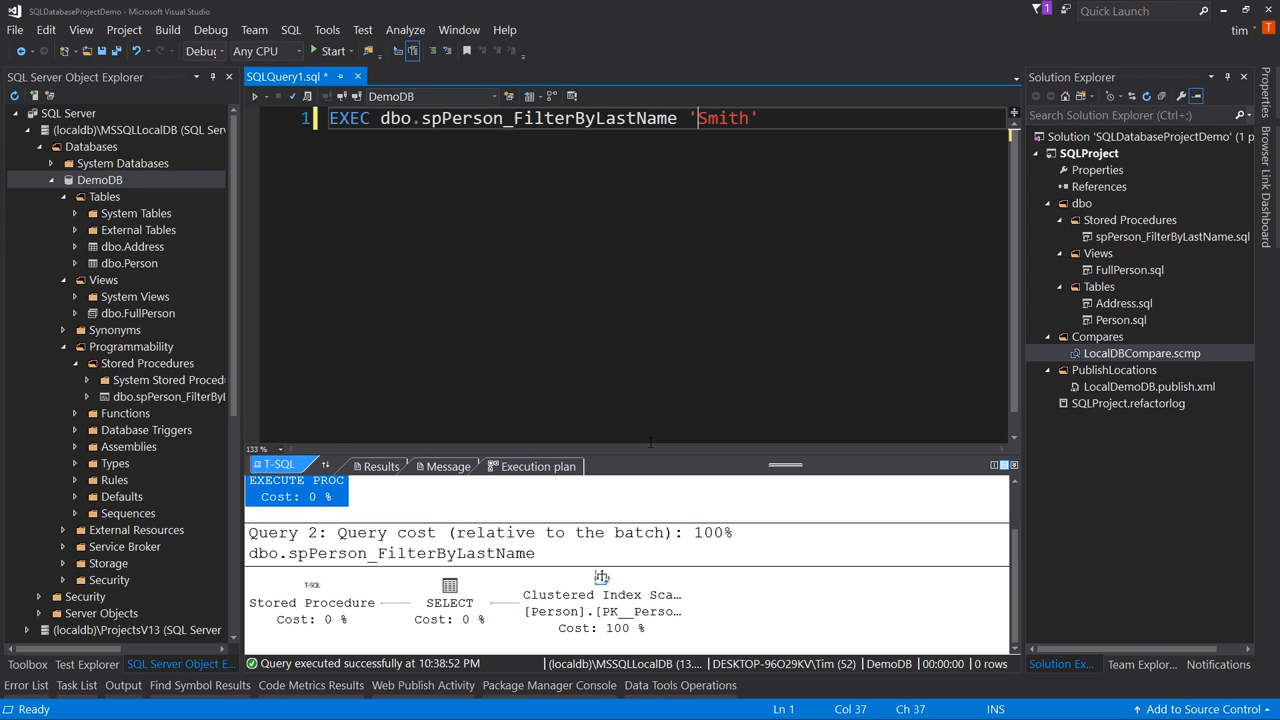 SQLDatabaseProjectDemo - Microsoft Visual Studio
1
Quick Launch
File Edit View Project Build Debug Team SQL Tools Test Analyze Window Help
tim
T
Debug Any CPU Start
SQL Server Object Explorer
SQL Server
(localdb)\MSSQLLocalDB (SQL Serv
Databases
System Databases
DemoDB
Tables
System Tables
External Tables
dbo.Address
dbo.Person
Views
System Views
dbo.FullPerson
Synonyms
Programmability
Stored Procedures
System Stored Proced
dbo.spPerson_FilterByL
Functions
Database Triggers
Assemblies
Types
Rules
Defaults
Sequences
External Resources
Service Broker
Storage
Security
Security
Server Objects
(localdb)\ProjectsV13 (SQL Server
Toolbox Test Explorer SQL Server Object E...
SQLQuery1.sql *
DemoDB
1 EXEC dbo.spPerson_FilterByLastName 'Smith'
133 %
T-SQL Results Message Execution plan
EXECUTE PROC
Cost: 0 %
Query 2: Query cost (relative to the batch): 100%
dbo.spPerson_FilterByLastName
T-SQL
Stored Procedure
Cost: 0 %
SELECT
Cost: 0 %
Clustered Index Sca...
[Person].[PK__Perso...
Cost: 100 %
Query executed successfully at 10:38:52 PM (localdb)\MSSQLLocalDB (13.... DESKTOP-96O29KV\Tim (52) DemoDB 00:00:00 0 rows
Solution Explorer
Search Solution Explorer (Ctrl+;)
Solution 'SQLDatabaseProjectDemo' (1 p
SQLProject
Properties
References
dbo
Stored Procedures
spPerson_FilterByLastName.sql
Views
FullPerson.sql
Tables
Address.sql
Person.sql
Compares
LocalDBCompare.scmp
PublishLocations
LocalDemoDB.publish.xml
SQLProject.refactorlog
Solution Ex... Team Explor... Notifications
Properties
Browser Link Dashboard
Error List Task List Output Find Symbol Results Code Metrics Results Web Publish Activity Package Manager Console Data Tools Operations
Ready Ln 1 Col 37 Ch 37 INS Add to Source Control